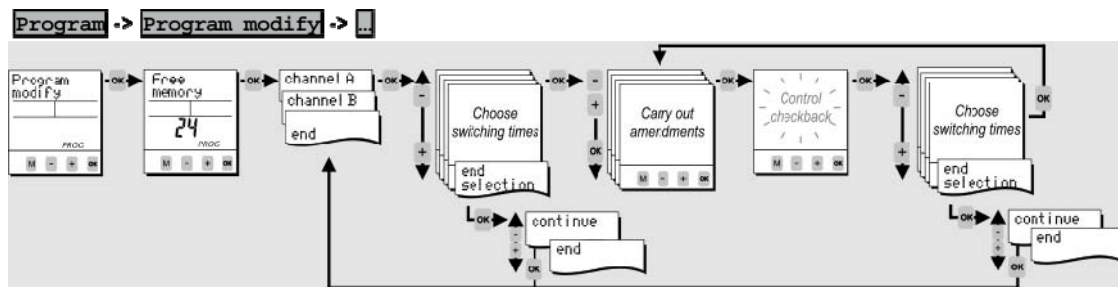 Program -> Program modify -> ...
Program
modify
PROG
M - + OK
OK
Free
memory
24
PROG
M - + OK
OK
channel A
channel B
end
OK
-
+
Choose
switching times
end
selection
OK
-
+
continue
end
OK
OK
-
+
OK
Carry out
amendments
M - + OK
OK
Control
checkback
M - + OK
OK
-
+
Choose
switching times
end
selection
OK
OK
-
+
continue
end
OK